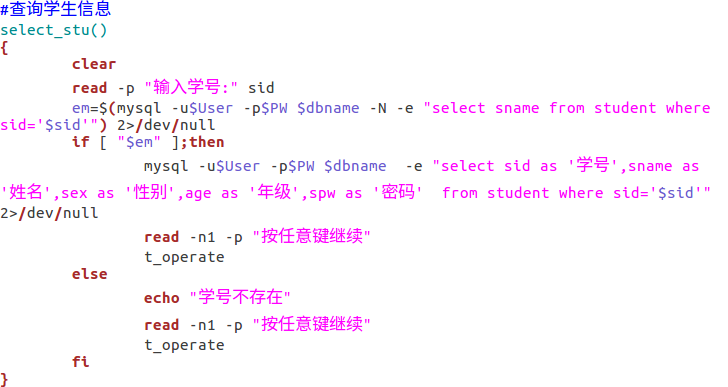 #查询学生信息
select_stu()
{
clear
read -p "输入学号:" sid
em=$(mysql -u$User -p$PW $dbname -N -e "select sname from student where
sid='$sid'") 2>/dev/null
if [ "$em" ];then
mysql -u$User -p$PW $dbname  -e "select sid as '学号',sname as
'姓名',sex as '性别',age as '年级',spw as '密码'  from student where sid='$sid'"
2>/dev/null
read -n1 -p "按任意键继续"
t_operate
else
echo "学号不存在"
read -n1 -p "按任意键继续"
t_operate
fi
}